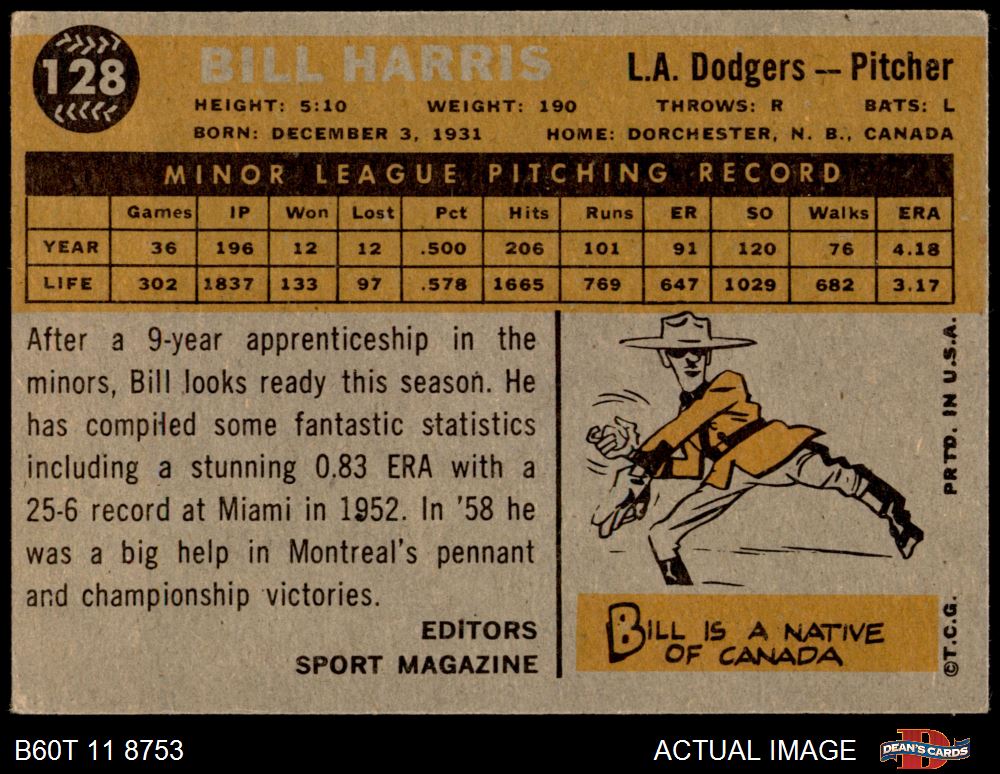 128
BILL HARRIS
L.A. Dodgers -- Pitcher
HEIGHT: 5:10 WEIGHT: 190 THROWS: R BATS: L
BORN: DECEMBER 3, 1931 HOME: DORCHESTER, N. B., CANADA
MINOR LEAGUE PITCHING RECORD
Games IP Won Lost Pct Hits Runs ER SO Walks ERA
YEAR 36 196 12 12 .500 206 101 91 120 76 4.18
LIFE 302 1837 133 97 .578 1665 769 647 1029 682 3.17
After a 9-year apprenticeship in the
minors, Bill looks ready this season. He
has compiled some fantastic statistics
including a stunning 0.83 ERA with a
25-6 record at Miami in 1952. In '58 he
was a big help in Montreal's pennant
and championship victories.
EDITORS
SPORT MAGAZINE
BILL IS A NATIVE
OF CANADA
©T.C.G. PRTD. IN U.S.A.
B60T 11 8753
ACTUAL IMAGE
DEAN'S CARDS